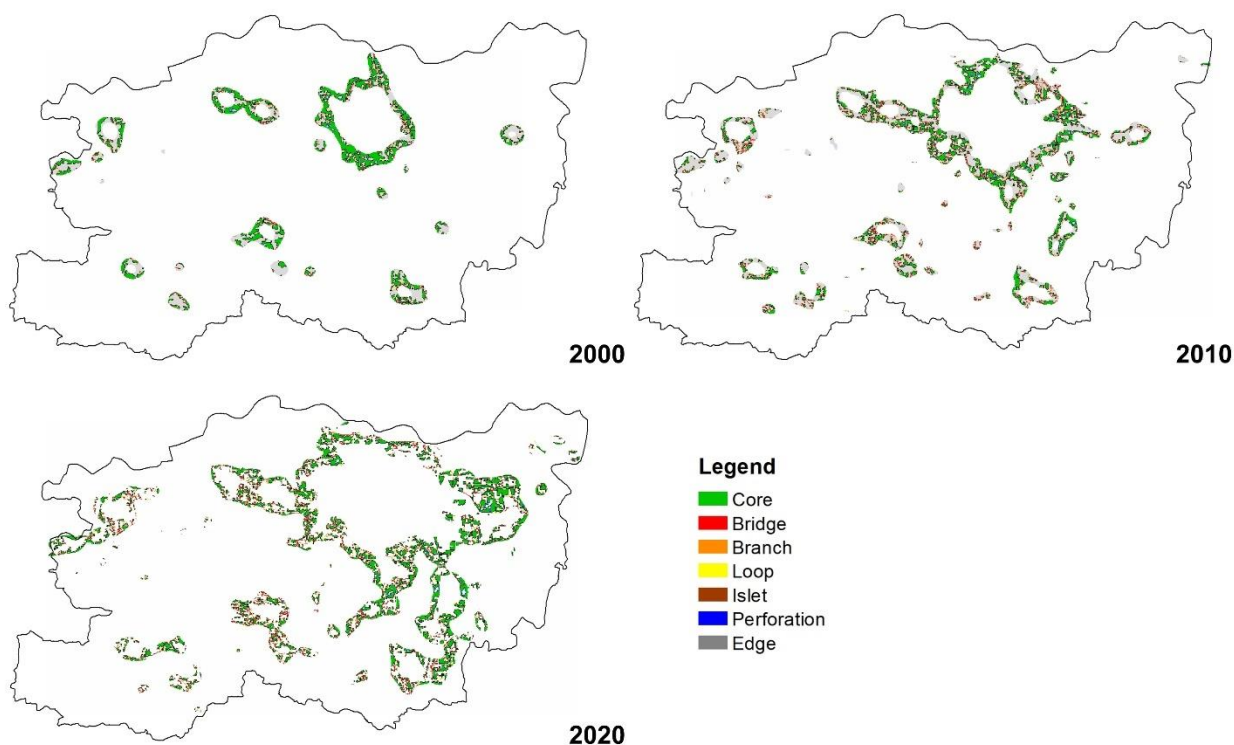 2000
2010
2020
Legend
Core
Bridge
Branch
Loop
Islet
Perforation
Edge